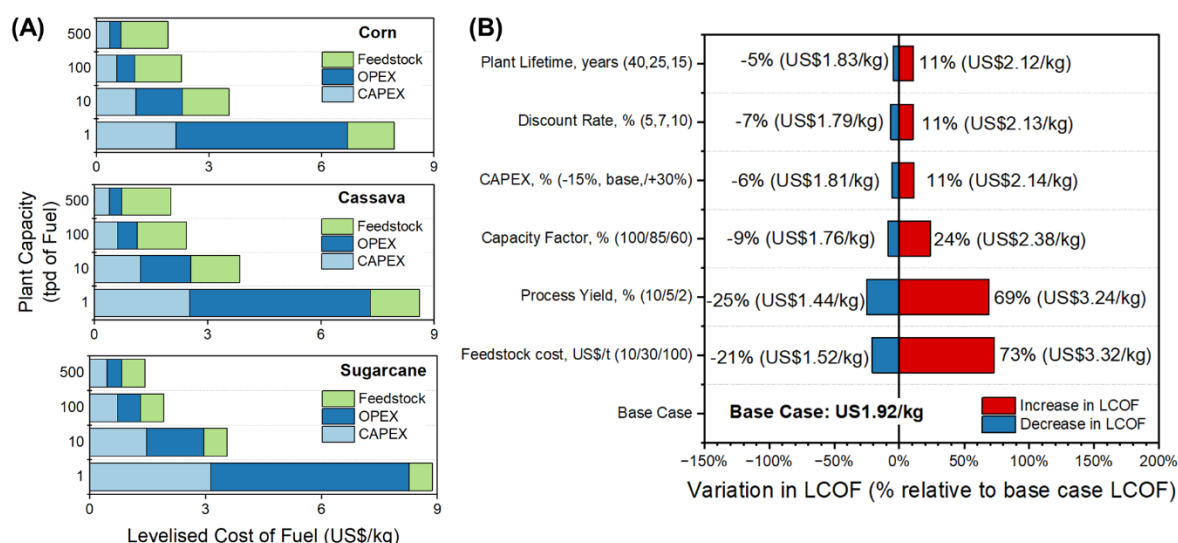 (A)
Corn
500
100
10
1
Feedstock
OPEX
CAPEX
0 3 6 9
Cassava
500
100
10
1
Feedstock
OPEX
CAPEX
0 3 6 9
Sugarcane
500
100
10
1
Feedstock
OPEX
CAPEX
0 3 6 9
Plant Capacity
(tpd of Fuel)
Levelised Cost of Fuel (US$/kg)
(B)
Plant Lifetime, years (40,25,15) -5% (US$1.83/kg) 11% (US$2.12/kg)
Discount Rate, % (5,7,10) -7% (US$1.79/kg) 11% (US$2.13/kg)
CAPEX, % (-15%, base,/+30%) -6% (US$1.81/kg) 11% (US$2.14/kg)
Capacity Factor, % (100/85/60) -9% (US$1.76/kg) 24% (US$2.38/kg)
Process Yield, % (10/5/2) -25% (US$1.44/kg) 69% (US$3.24/kg)
Feedstock cost, US$/t (10/30/100) -21% (US$1.52/kg) 73% (US$3.32/kg)
Base Case Base Case: US1.92/kg
Increase in LCOF
Decrease in LCOF
−150% −100% −50% 0% 50% 100% 150% 200%
Variation in LCOF (% relative to base case LCOF)